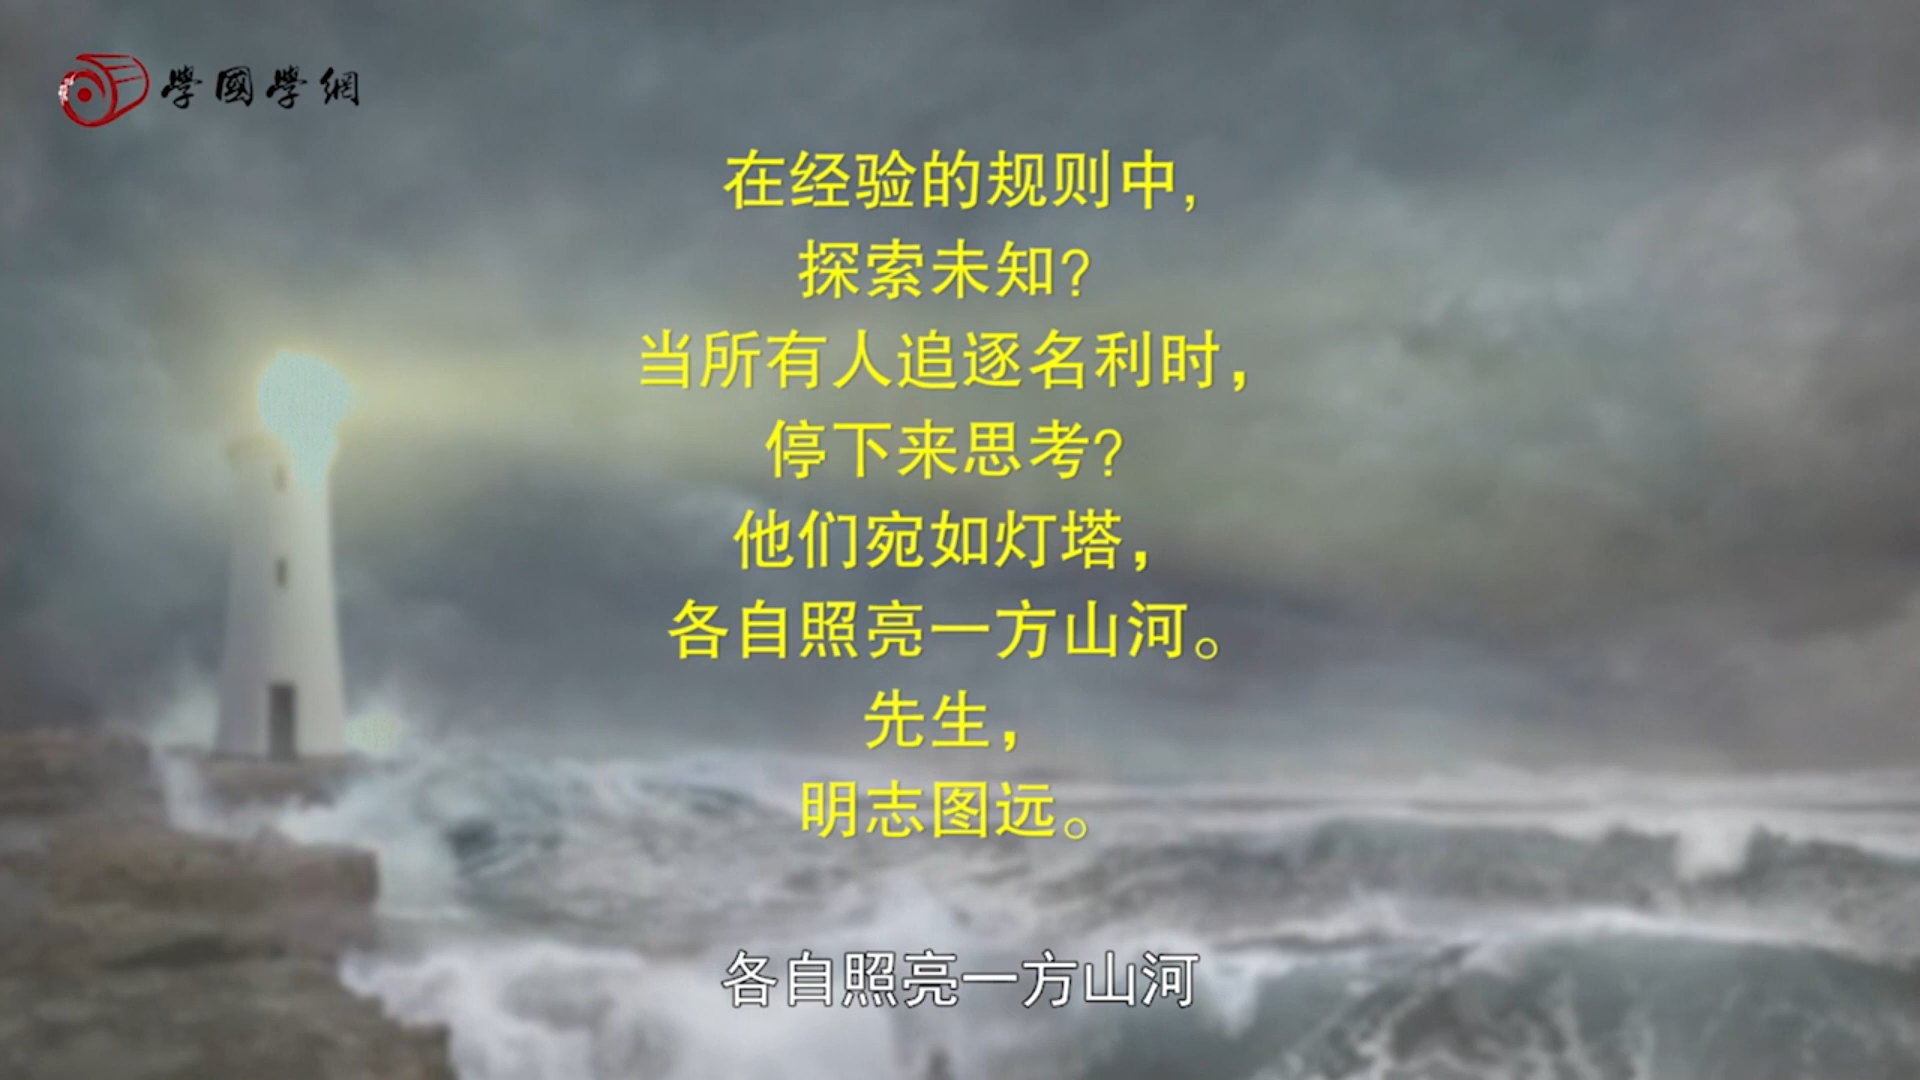 學國學網
在经验的规则中,
探索未知?
当所有人追逐名利时，
停下来思考?
他们宛如灯塔，
各自照亮一方山河。
先生，
明志图远。
各自照亮一方山河